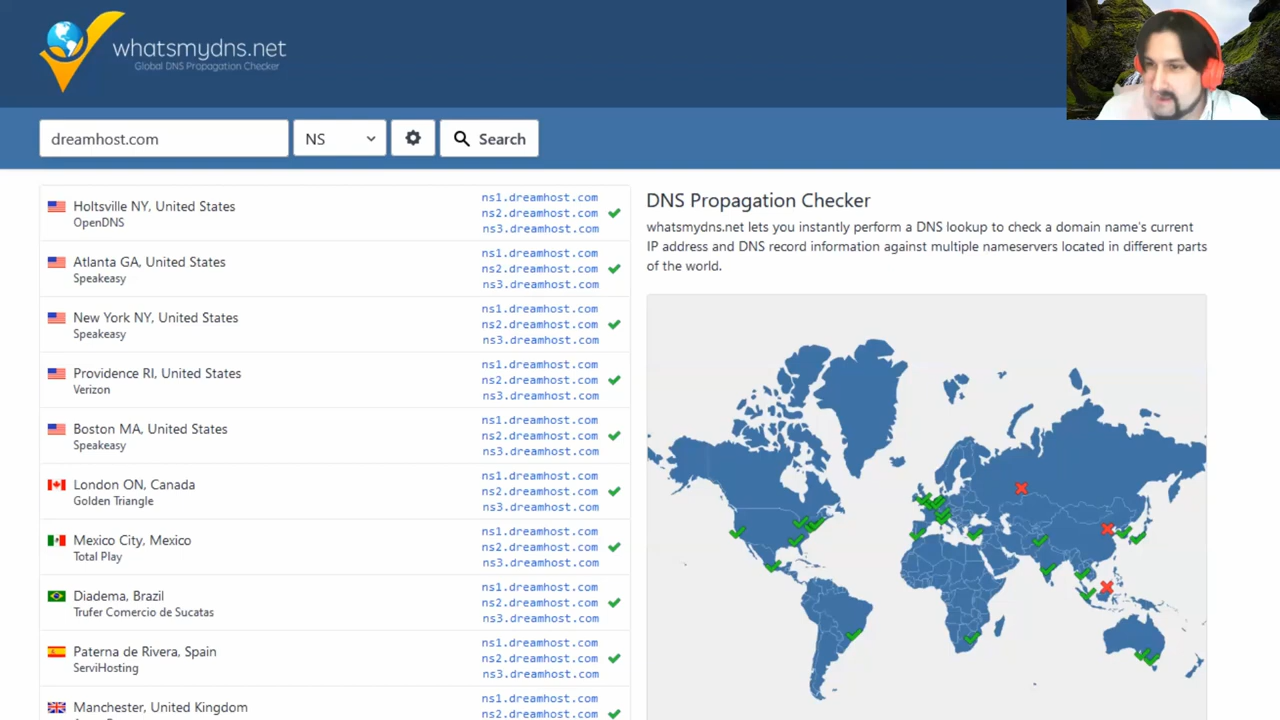 whatsmydns.net
Global DNS Propagation Checker
dreamhost.com
NS
Search
Holtsville NY, United States
OpenDNS
ns1.dreamhost.com
ns2.dreamhost.com
ns3.dreamhost.com
Atlanta GA, United States
Speakeasy
ns1.dreamhost.com
ns2.dreamhost.com
ns3.dreamhost.com
New York NY, United States
Speakeasy
ns1.dreamhost.com
ns2.dreamhost.com
ns3.dreamhost.com
Providence RI, United States
Verizon
ns1.dreamhost.com
ns2.dreamhost.com
ns3.dreamhost.com
Boston MA, United States
Speakeasy
ns1.dreamhost.com
ns2.dreamhost.com
ns3.dreamhost.com
London ON, Canada
Golden Triangle
ns1.dreamhost.com
ns2.dreamhost.com
ns3.dreamhost.com
Mexico City, Mexico
Total Play
ns1.dreamhost.com
ns2.dreamhost.com
ns3.dreamhost.com
Diadema, Brazil
Trufer Comercio de Sucatas
ns1.dreamhost.com
ns2.dreamhost.com
ns3.dreamhost.com
Paterna de Rivera, Spain
ServiHosting
ns1.dreamhost.com
ns2.dreamhost.com
ns3.dreamhost.com
Manchester, United Kingdom
ns1.dreamhost.com
ns2.dreamhost.com
DNS Propagation Checker
whatsmydns.net lets you instantly perform a DNS lookup to check a domain name's current
IP address and DNS record information against multiple nameservers located in different parts
of the world.